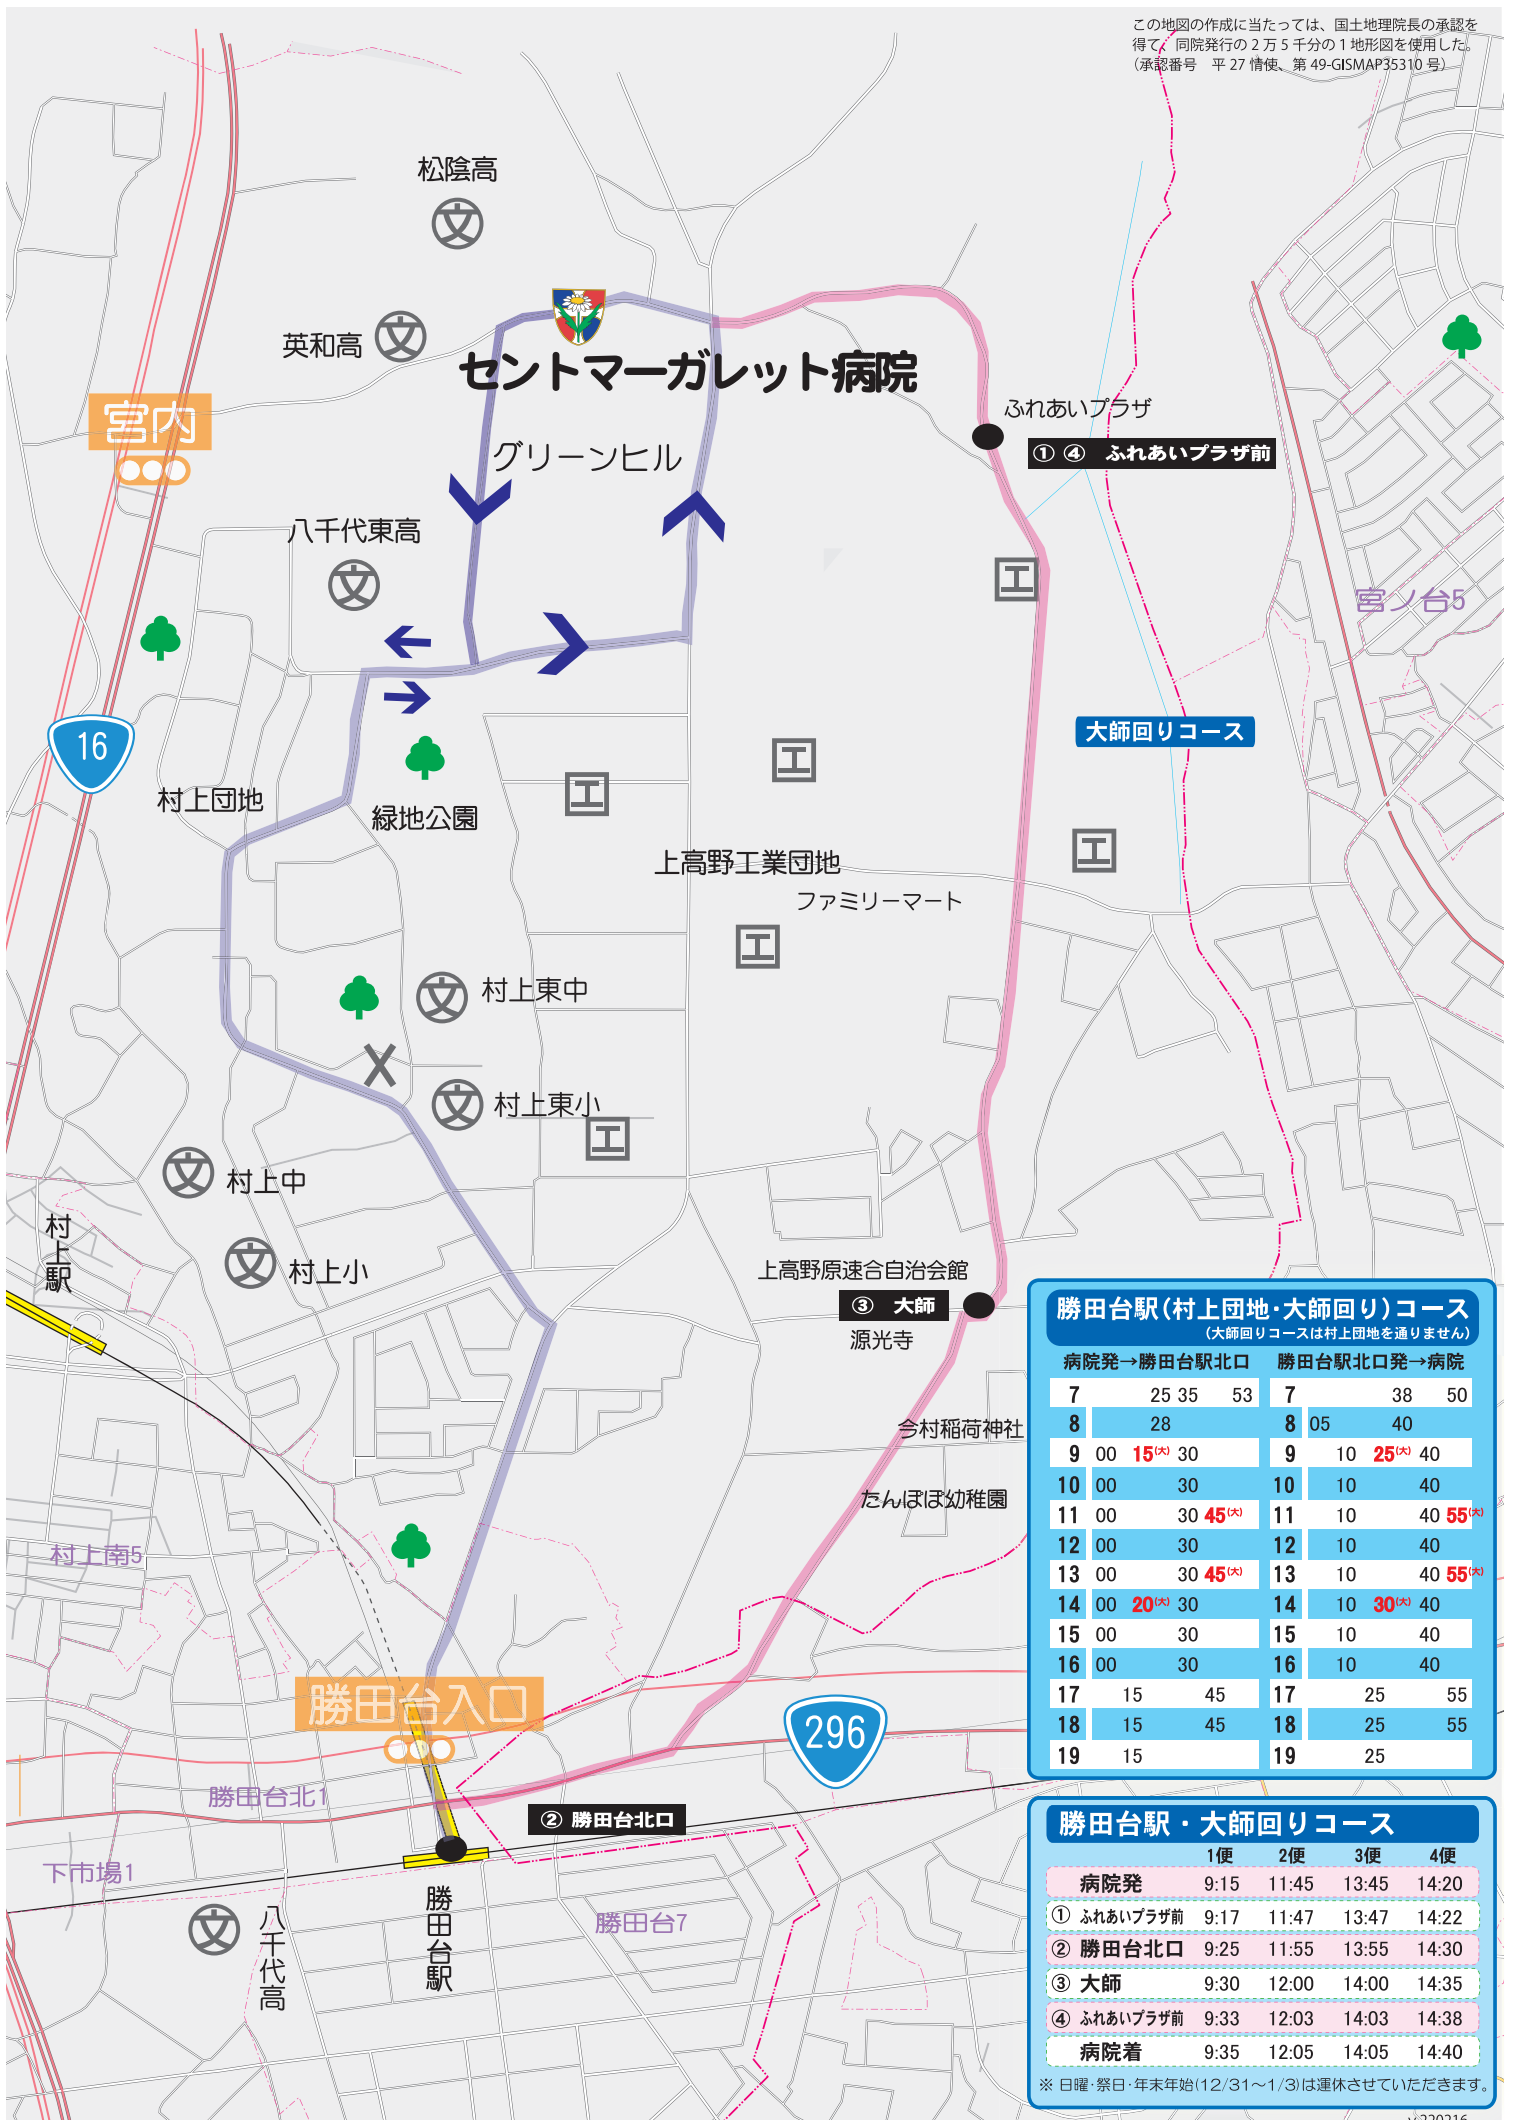 この地図の作成に当たっては、国土地理院長の承認を
得て、同院発行の2万5千分の1地形図を使用した。
（承認番号　平27情使、第49-GISMAP35310号）
松陰高
文
英和高
文
セントマーガレット病院
宮内
ふれあいプラザ
① ④　ふれあいプラザ前
グリーンヒル
八千代東高
文
工
宮ノ台5
16
大師回りコース
村上団地
緑地公園
工
工
上高野工業団地
工
ファミリーマート
工
文 村上東中
X
文 村上東小
工
文 村上中
村上駅
文 村上小
上高野原速合自治会館
③　大師
源光寺
今村稲荷神社
たんぽぽ幼稚園
村上南5
勝田台入口
296
勝田台北1
② 勝田台北口
下市場1
文
八千代高
勝田台駅
勝田台7
勝田台駅(村上団地・大師回り)コース
(大師回りコースは村上団地を通りません)
病院発→勝田台駅北口　勝田台駅北口発→病院
7 25 35 53 7 38 50
8 28 8 05 40
9 00 15(大) 30 9 10 25(大) 40
10 00 30 10 10 40
11 00 30 45(大) 11 10 40 55(大)
12 00 30 12 10 40
13 00 30 45(大) 13 10 40 55(大)
14 00 20(大) 30 14 10 30(大) 40
15 00 30 15 10 40
16 00 30 16 10 40
17 15 45 17 25 55
18 15 45 18 25 55
19 15 19 25
勝田台駅・大師回りコース
1便 2便 3便 4便
病院発 9:15 11:45 13:45 14:20
① ふれあいプラザ前 9:17 11:47 13:47 14:22
② 勝田台北口 9:25 11:55 13:55 14:30
③ 大師 9:30 12:00 14:00 14:35
④ ふれあいプラザ前 9:33 12:03 14:03 14:38
病院着 9:35 12:05 14:05 14:40
※ 日曜・祭日・年末年始(12/31～1/3)は運休させていただきます。